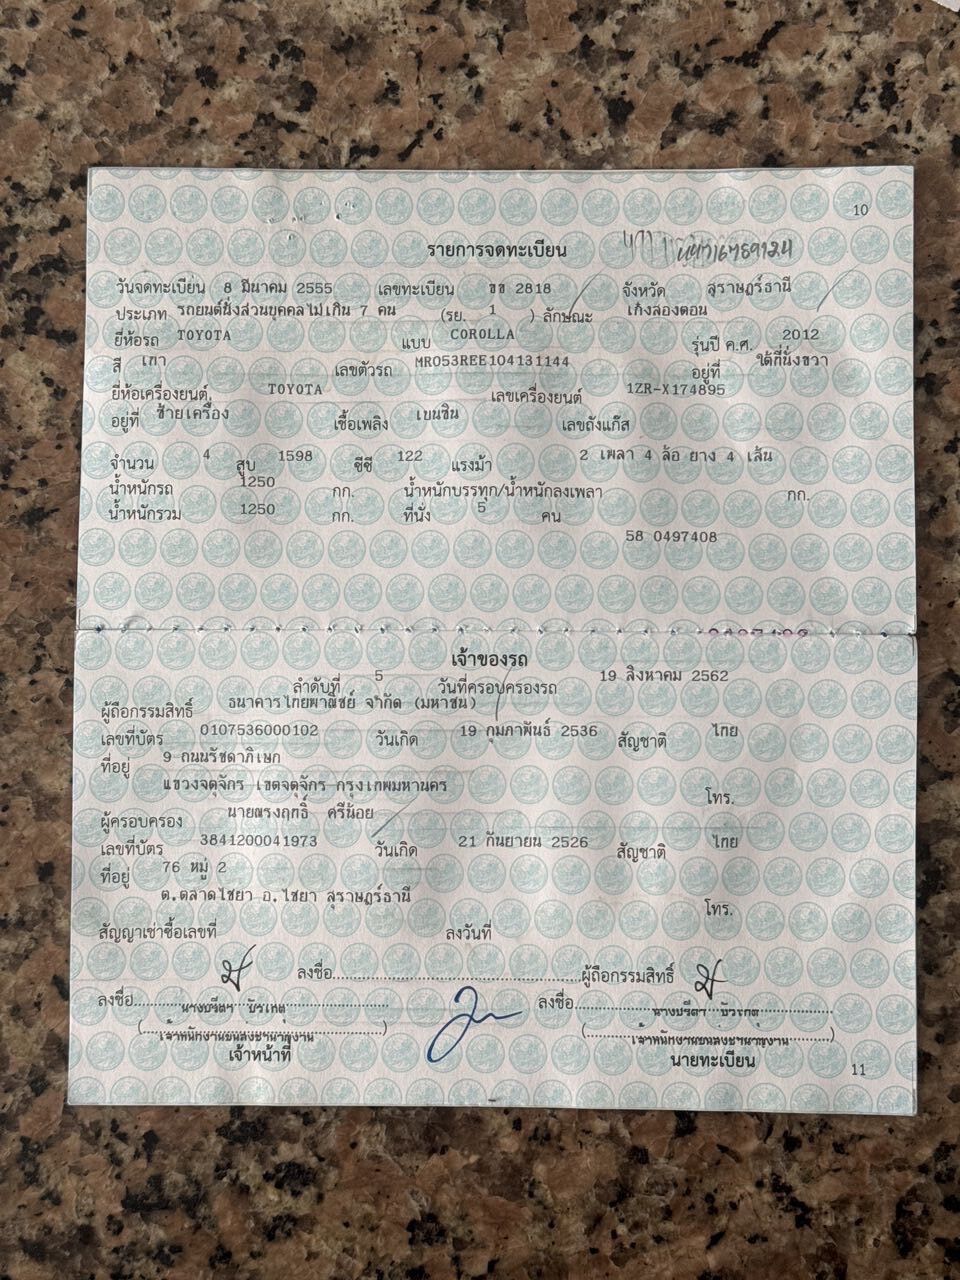 10
รายการจดทะเบียน
วันจดทะเบียน 8 มีนาคม 2555 เลขทะเบียน ขข 2818 จังหวัด สุราษฎร์ธานี
ประเภท รถยนต์นั่งส่วนบุคคลไม่เกิน 7 คน (รย. 1 ) ลักษณะ เก๋งสองตอน
ยี่ห้อรถ TOYOTA แบบ COROLLA รุ่นปี ค.ศ. 2012
สี เทา เลขตัวรถ MR053REE104131144 อยู่ที่ ใต้ที่นั่งขวา
ยี่ห้อเครื่องยนต์ TOYOTA เลขเครื่องยนต์ 1ZR-X174895
อยู่ที่ ซ้ายเครื่อง เชื้อเพลิง เบนซิน เลขถังแก๊ส
จำนวน 4 สูบ 1598 ซีซี 122 แรงม้า 2 เพลา 4 ล้อ ยาง 4 เส้น
น้ำหนักรถ 1250 กก. น้ำหนักบรรทุก/น้ำหนักลงเพลา กก.
น้ำหนักรวม 1250 กก. ที่นั่ง 5 คน
58 0497408
เจ้าของรถ
ลำดับที่ 5 วันที่ครอบครองรถ 19 สิงหาคม 2562
ผู้ถือกรรมสิทธิ์ ธนาคารไทยพาณิชย์ จำกัด (มหาชน)
เลขที่บัตร 0107536000102 วันเกิด 19 กุมภาพันธ์ 2536 สัญชาติ ไทย
ที่อยู่ 9 ถนนรัชดาภิเษก
แขวงจตุจักร เขตจตุจักร กรุงเทพมหานคร
โทร.
ผู้ครอบครอง นายณรงฤทธิ์ ศรีน้อย
เลขที่บัตร 3841200041973 วันเกิด 21 กันยายน 2526 สัญชาติ ไทย
ที่อยู่ 76 หมู่ 2
ต.ตลาดไชยา อ.ไชยา สุราษฎร์ธานี
โทร.
สัญญาเช่าซื้อเลขที่ ลงวันที่
ลงชื่อ ผู้ถือกรรมสิทธิ์
ลงชื่อ ลงชื่อ
เจ้าหน้าที่ นายทะเบียน
11